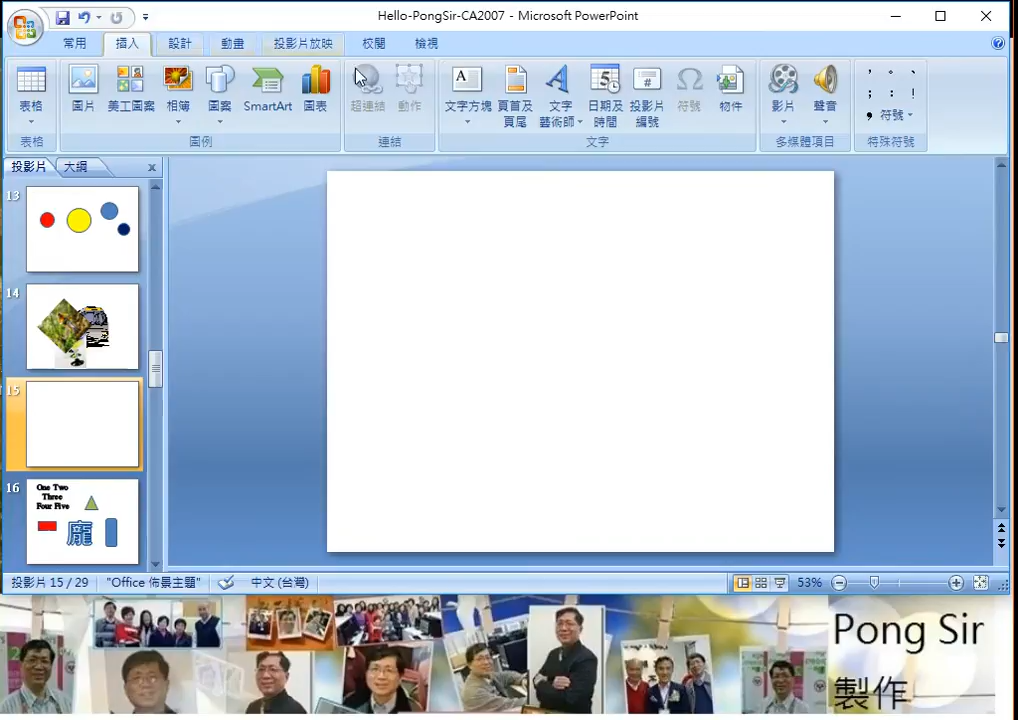 Hello-PongSir-CA2007 - Microsoft PowerPoint
常用 插入 設計 動畫 投影片放映 校閱 檢視
表格 圖片 美工圖案 相簿 圖案 SmartArt 圖表 超連結 動作 文字方塊 頁首及頁尾 文字藝術師 日期及時間 投影片編號 符號 物件 影片 聲音 符號
表格 圖例 連結 文字 多媒體項目 特殊符號
投影片 大綱
13
14
15
16
One Two
Three
Four Five
龐
投影片 15 / 29 "Office 佈景主題" 中文 (台灣) 53%
Pong Sir
製作